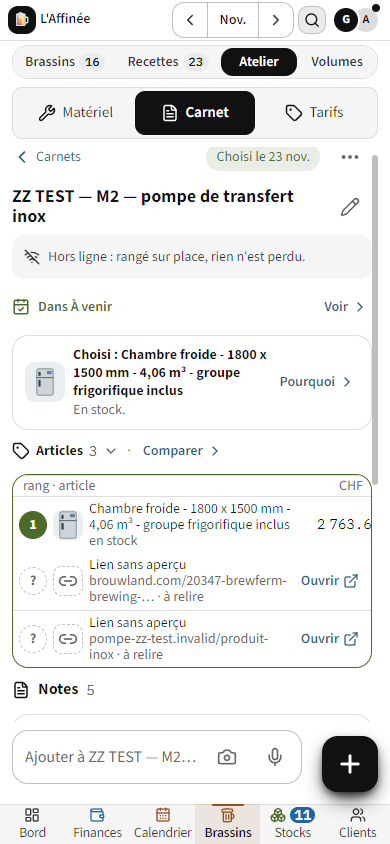 L'Affinée
Nov.
G
A
Brassins 16
Recettes 23
Atelier
Volumes
Matériel
Carnet
Tarifs
Carnets
Choisi le 23 nov.
ZZ TEST — M2 — pompe de transfert
inox
Hors ligne : rangé sur place, rien n'est perdu.
Dans À venir
Voir
Choisi : Chambre froide - 1800 x
1500 mm - 4,06 m³ - groupe
frigorifique inclus
En stock.
Pourquoi
Articles 3 · Comparer
rang · article
CHF
1
Chambre froide - 1800 x 1500 mm -
4,06 m³ - groupe frigorifique inclus
en stock
2 763.6
?
Lien sans aperçu
brouwland.com/20347-brewferm-
brewing-… · à relire
Ouvrir
?
Lien sans aperçu
pompe-zz-test.invalid/produit-
inox · à relire
Ouvrir
Notes 5
Ajouter à ZZ TEST — M2…
Bord
Finances
Calendrier
Brassins
11
Stocks
Clients